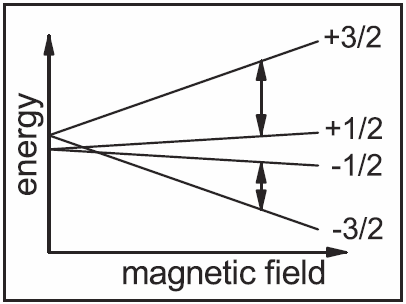 +3/2
+1/2
-1/2
-3/2
energy
magnetic field